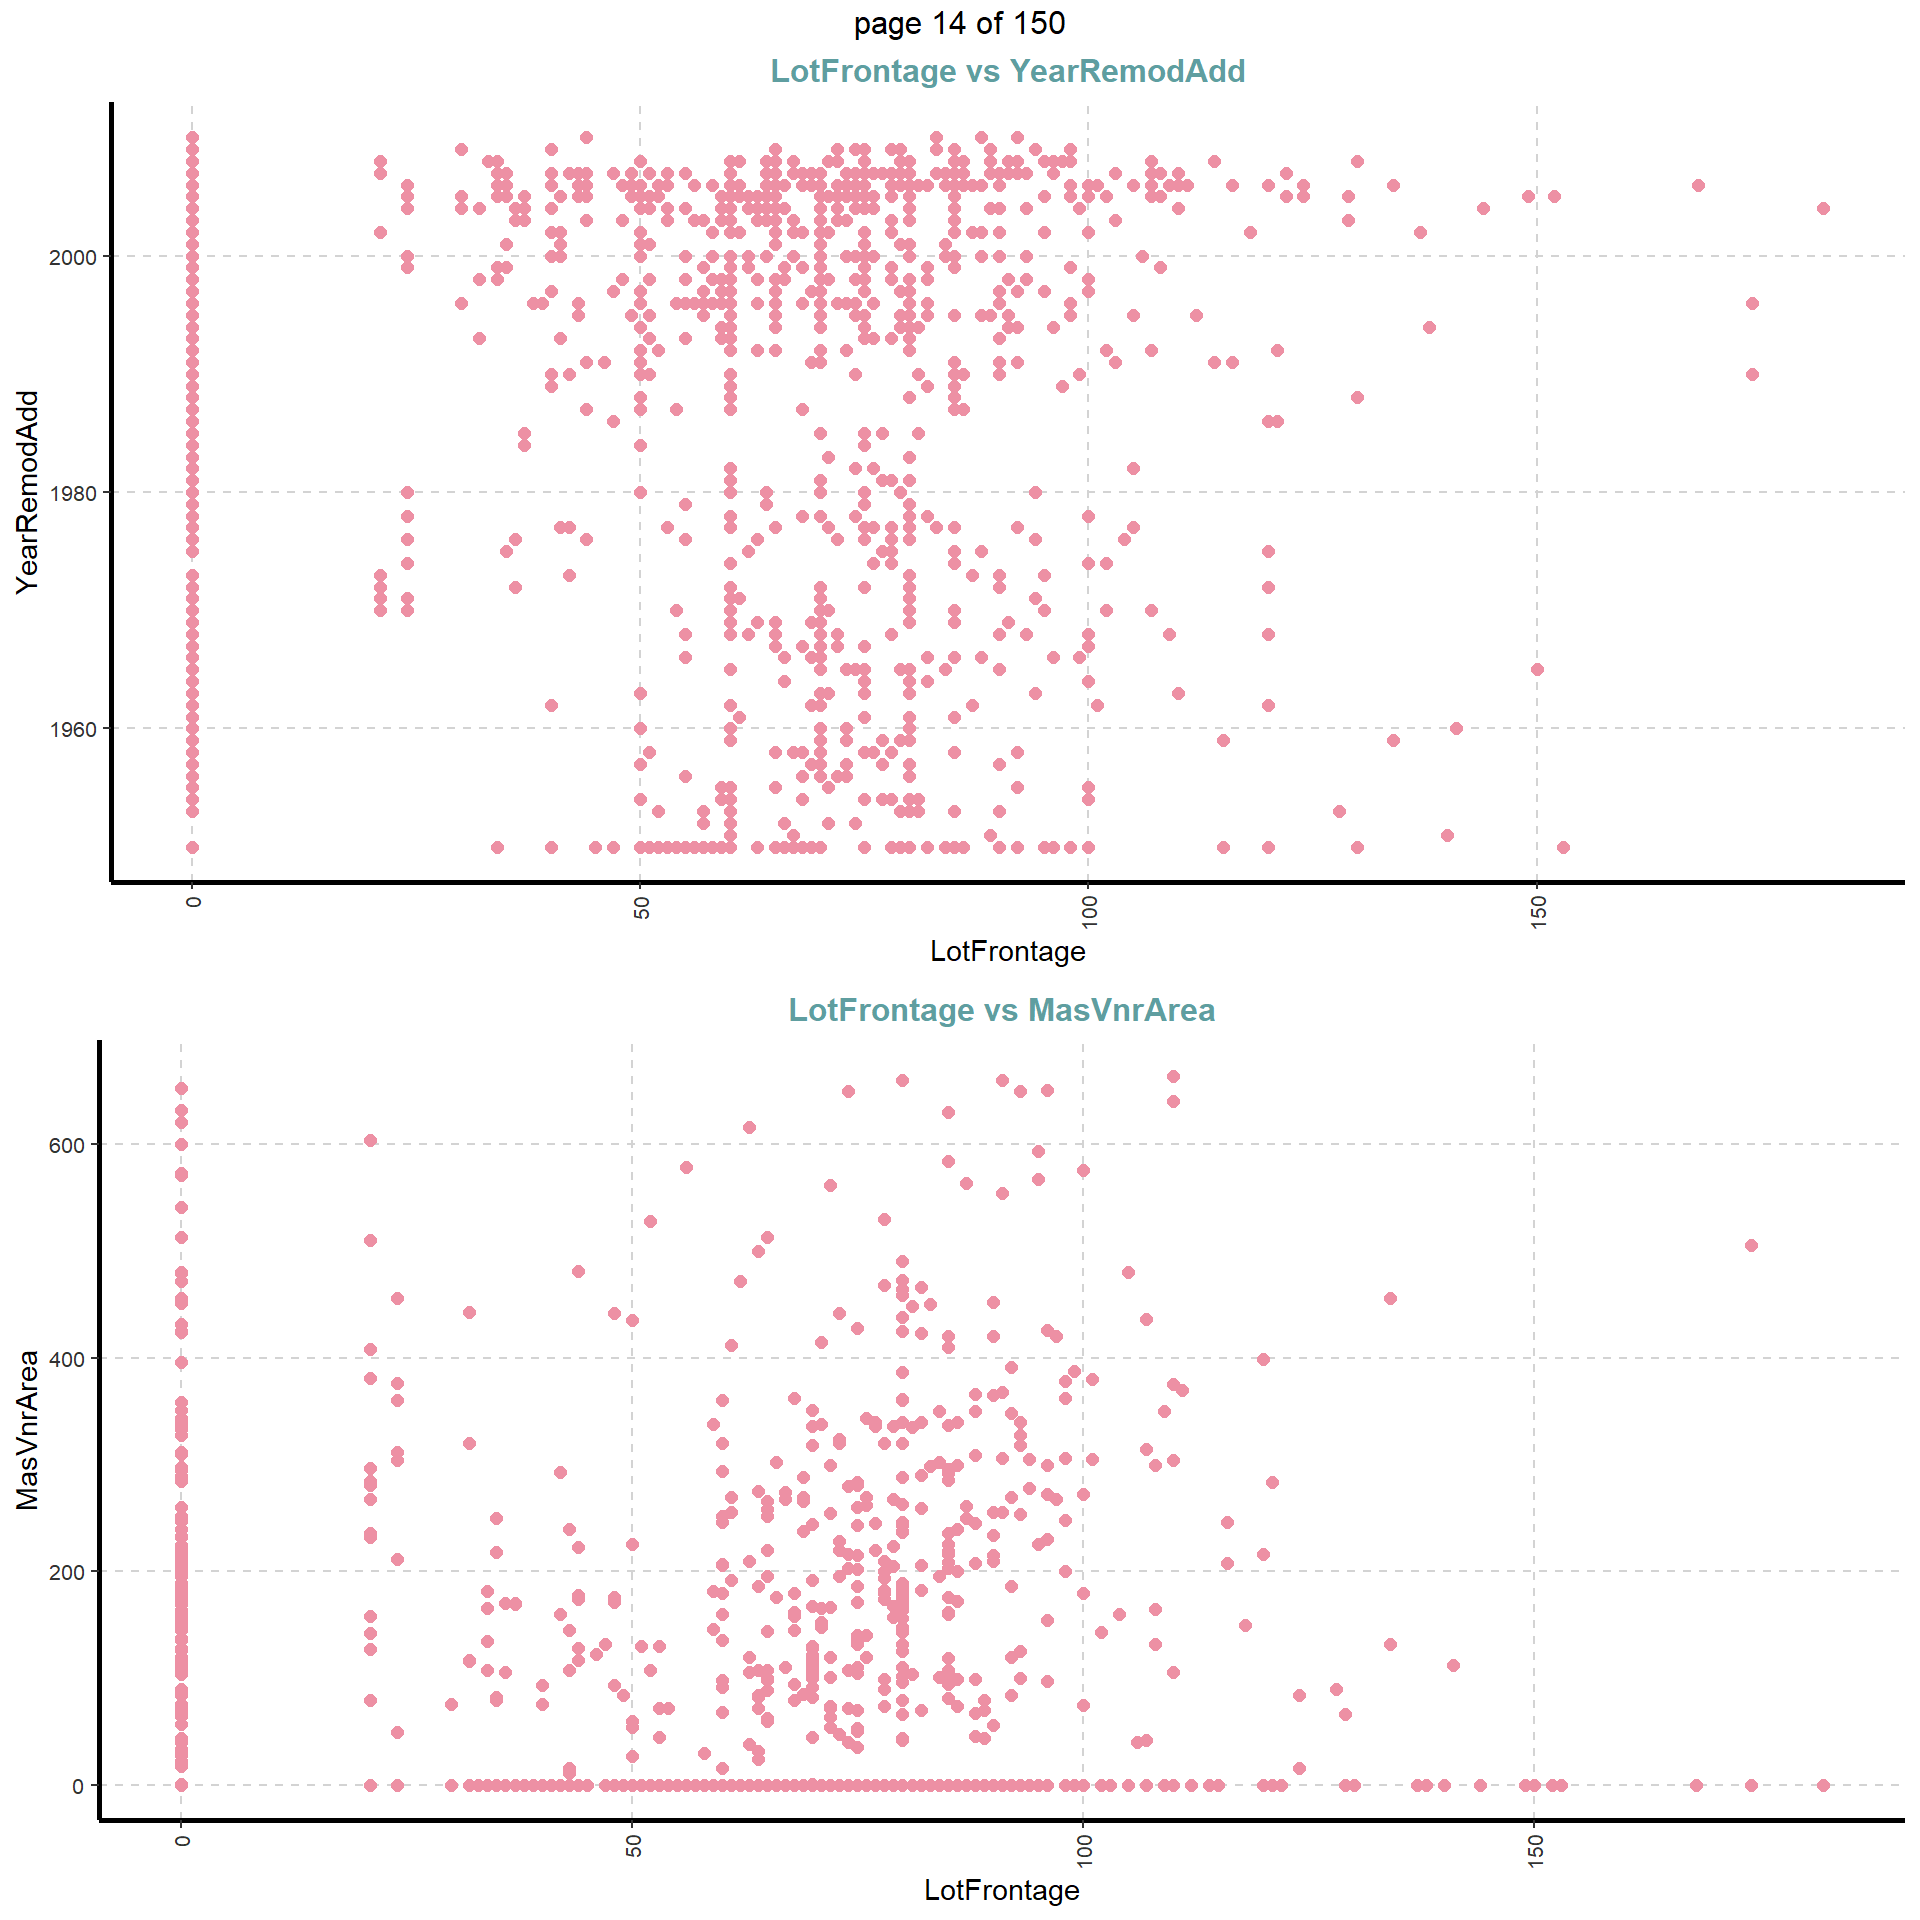 page 14 of 150
LotFrontage vs YearRemodAdd
YearRemodAdd
2000
1980
1960
0
50
100
150
LotFrontage
LotFrontage vs MasVnrArea
MasVnrArea
600
400
200
0
0
50
100
150
LotFrontage